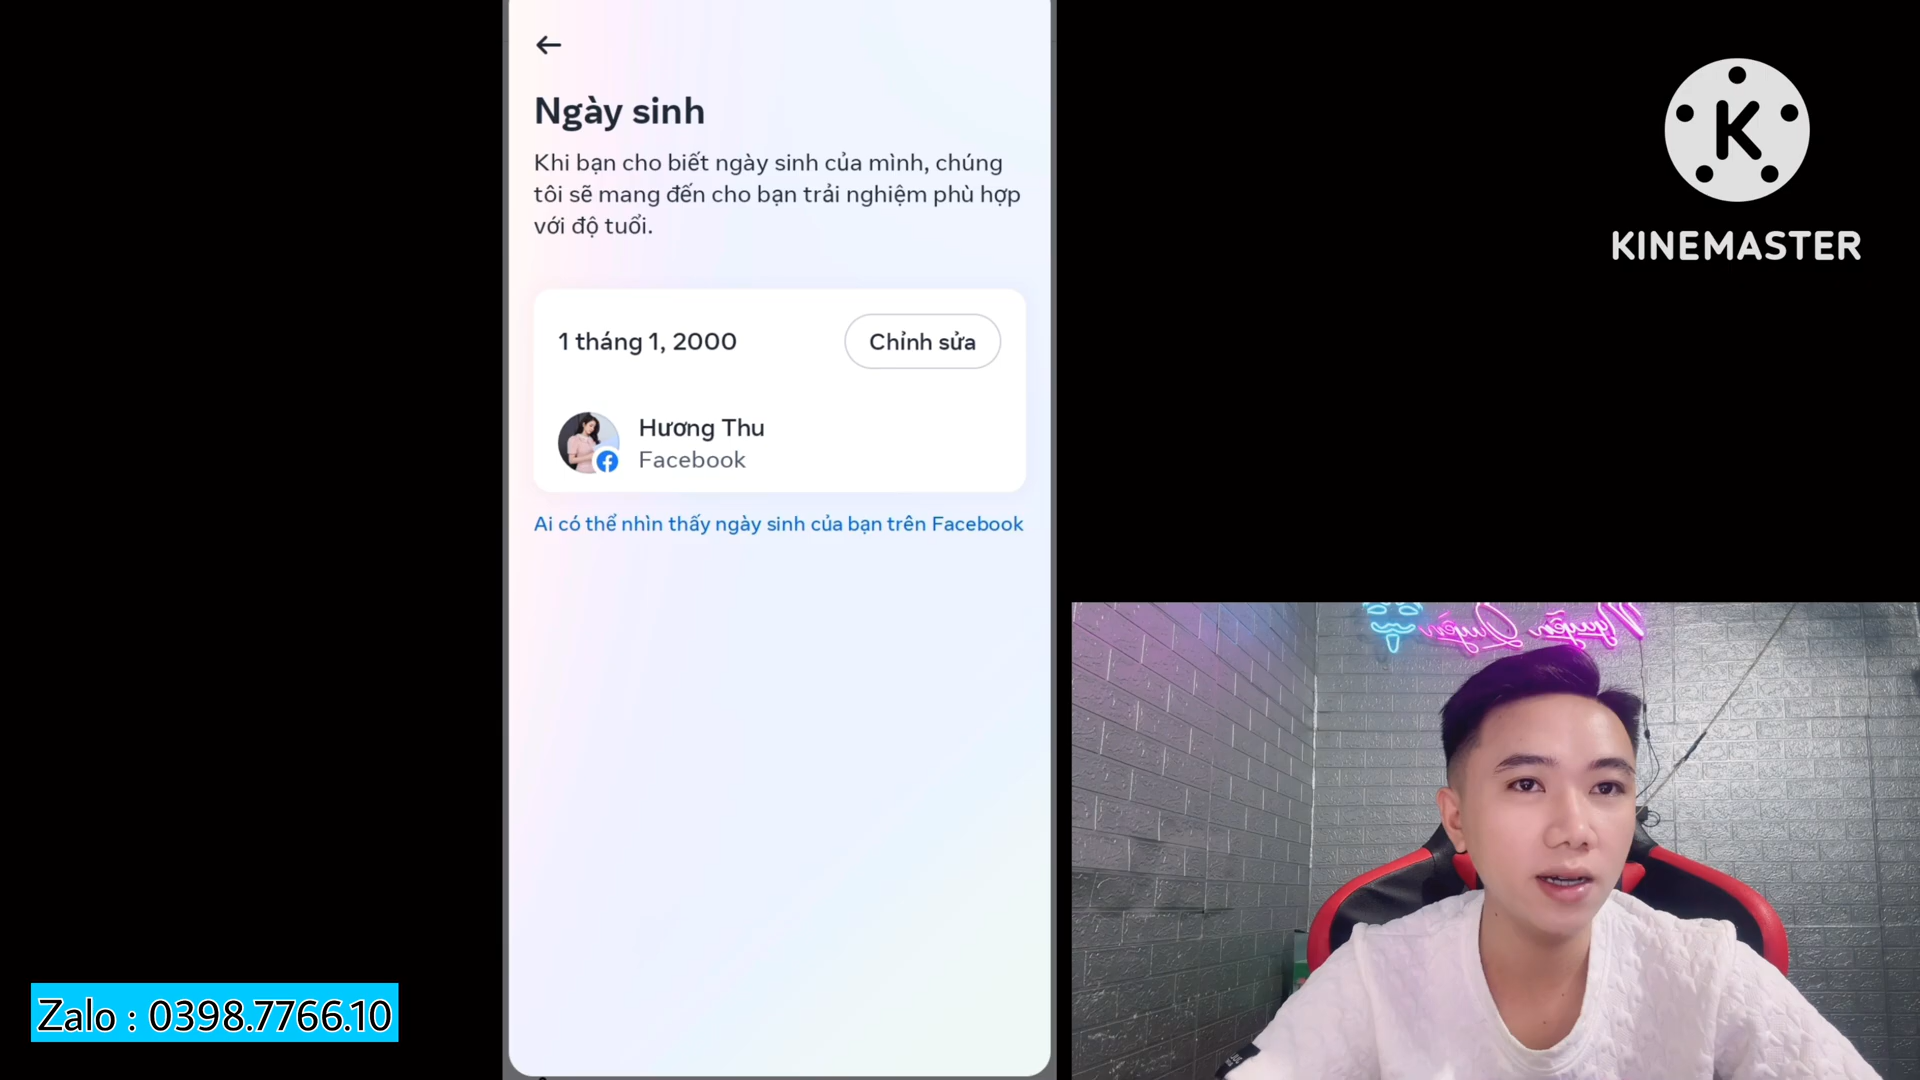 Ngày sinh
Khi bạn cho biết ngày sinh của mình, chúng
tôi sẽ mang đến cho bạn trải nghiệm phù hợp
với độ tuổi.
1 tháng 1, 2000
Chỉnh sửa
Hương Thu
Facebook
Ai có thể nhìn thấy ngày sinh của bạn trên Facebook
K
KINEMASTER
Nguyễn Quyền
Zalo : 0398.7766.10